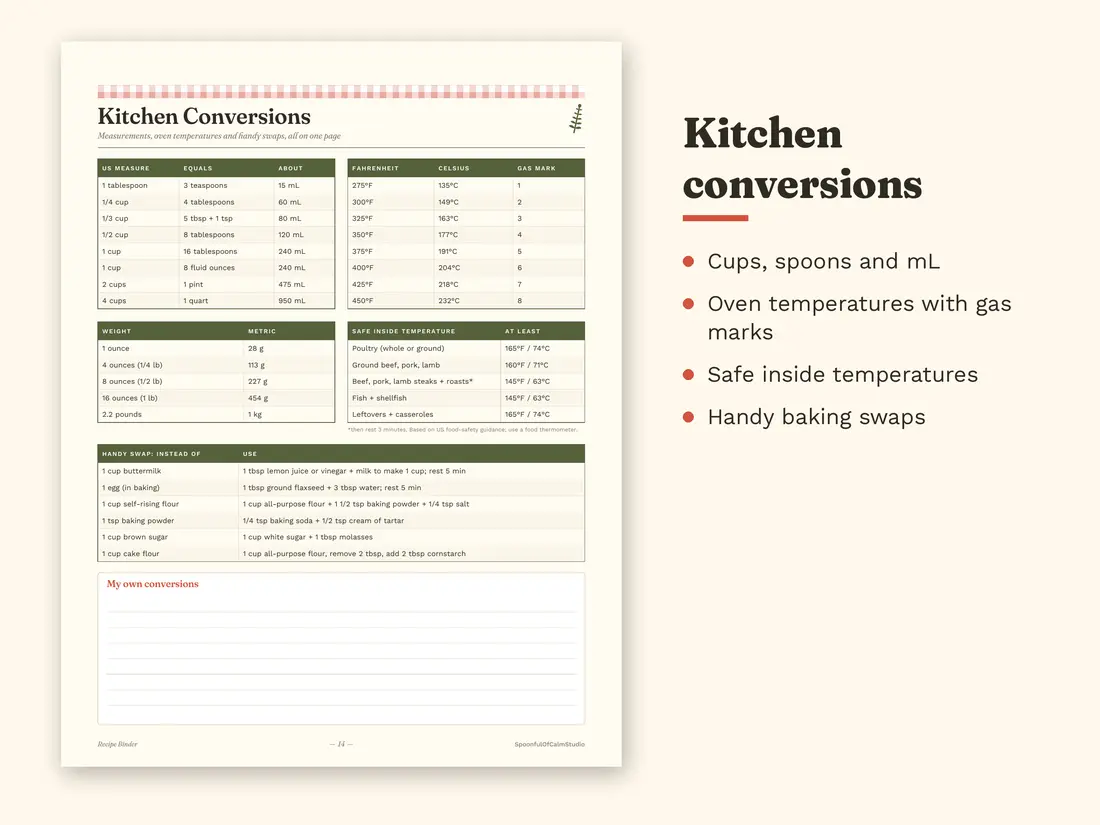 Kitchen Conversions
Measurements, oven temperatures and handy swaps, all on one page
US MEASURE EQUALS ABOUT
1 tablespoon 3 teaspoons 15 mL
1/4 cup 4 tablespoons 60 mL
1/3 cup 5 tbsp + 1 tsp 80 mL
1/2 cup 8 tablespoons 120 mL
1 cup 16 tablespoons 240 mL
1 cup 8 fluid ounces 240 mL
2 cups 1 pint 475 mL
4 cups 1 quart 950 mL
FAHRENHEIT CELSIUS GAS MARK
275°F 135°C 1
300°F 149°C 2
325°F 163°C 3
350°F 177°C 4
375°F 191°C 5
400°F 204°C 6
425°F 218°C 7
450°F 232°C 8
WEIGHT METRIC
1 ounce 28 g
4 ounces (1/4 lb) 113 g
8 ounces (1/2 lb) 227 g
16 ounces (1 lb) 454 g
2.2 pounds 1 kg
SAFE INSIDE TEMPERATURE AT LEAST
Poultry (whole or ground) 165°F / 74°C
Ground beef, pork, lamb 160°F / 71°C
Beef, pork, lamb steaks + roasts* 145°F / 63°C
Fish + shellfish 145°F / 63°C
Leftovers + casseroles 165°F / 74°C
*then rest 3 minutes. Based on US food-safety guidance; use a food thermometer.
HANDY SWAP: INSTEAD OF USE
1 cup buttermilk 1 tbsp lemon juice or vinegar + milk to make 1 cup; rest 5 min
1 egg (in baking) 1 tbsp ground flaxseed + 3 tbsp water; rest 5 min
1 cup self-rising flour 1 cup all-purpose flour + 1 1/2 tsp baking powder + 1/4 tsp salt
1 tsp baking powder 1/4 tsp baking soda + 1/2 tsp cream of tartar
1 cup brown sugar 1 cup white sugar + 1 tbsp molasses
1 cup cake flour 1 cup all-purpose flour, remove 2 tbsp, add 2 tbsp cornstarch
My own conversions
Recipe Binder — 14 — SpoonfulOfCalmStudio
Kitchen
conversions
Cups, spoons and mL
Oven temperatures with gas
marks
Safe inside temperatures
Handy baking swaps